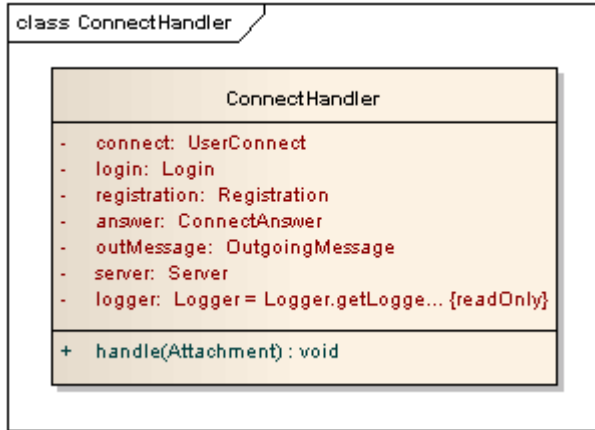 class ConnectHandler
ConnectHandler
- connect: UserConnect
- login: Login
- registration: Registration
- answer: ConnectAnswer
- outMessage: OutgoingMessage
- server: Server
- logger: Logger = Logger.getLogge... {readOnly}
+ handle(Attachment) : void